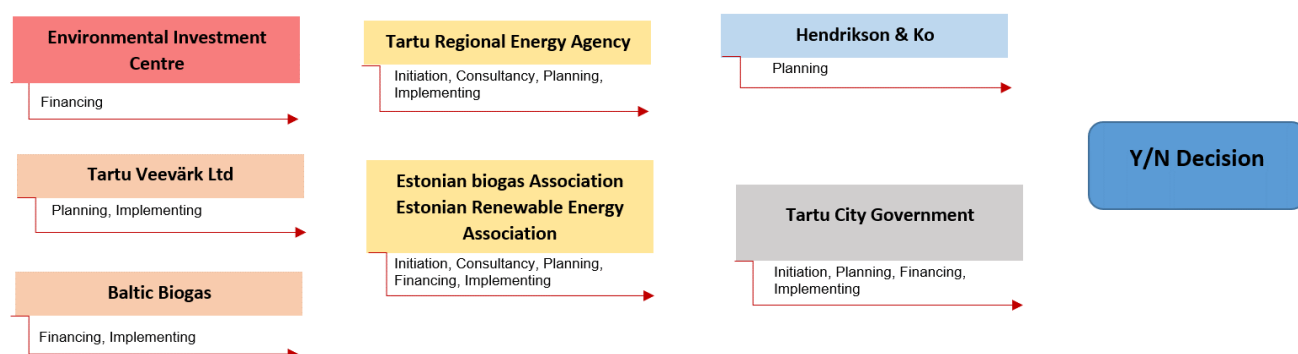 Environmental Investment
Centre
Financing
Tartu Veevärk Ltd
Planning, Implementing
Baltic Biogas
Financing, Implementing
Tartu Regional Energy Agency
Initiation, Consultancy, Planning,
Implementing
Estonian biogas Association
Estonian Renewable Energy
Association
Initiation, Consultancy, Planning,
Financing, Implementing
Hendrikson & Ko
Planning
Tartu City Government
Initiation, Planning, Financing,
Implementing
Y/N Decision